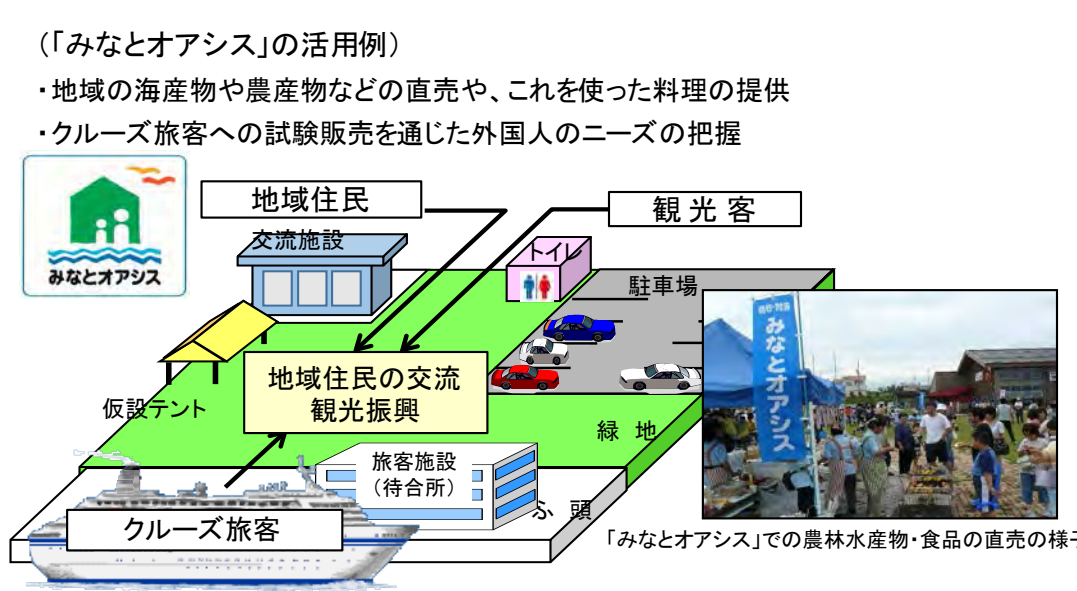 (「みなとオアシス」の活用例)
・地域の海産物や農産物などの直売や、これを使った料理の提供
・クルーズ旅客への試験販売を通じた外国人のニーズの把握
みなとオアシス
地域住民
観光客
交流施設
トイレ
駐車場
みなとオアシス
地域住民の交流
観光振興
仮設テント
緑 地
旅客施設
(待合所)
ふ 頭
クルーズ旅客
「みなとオアシス」での農林水産物・食品の直売の様子